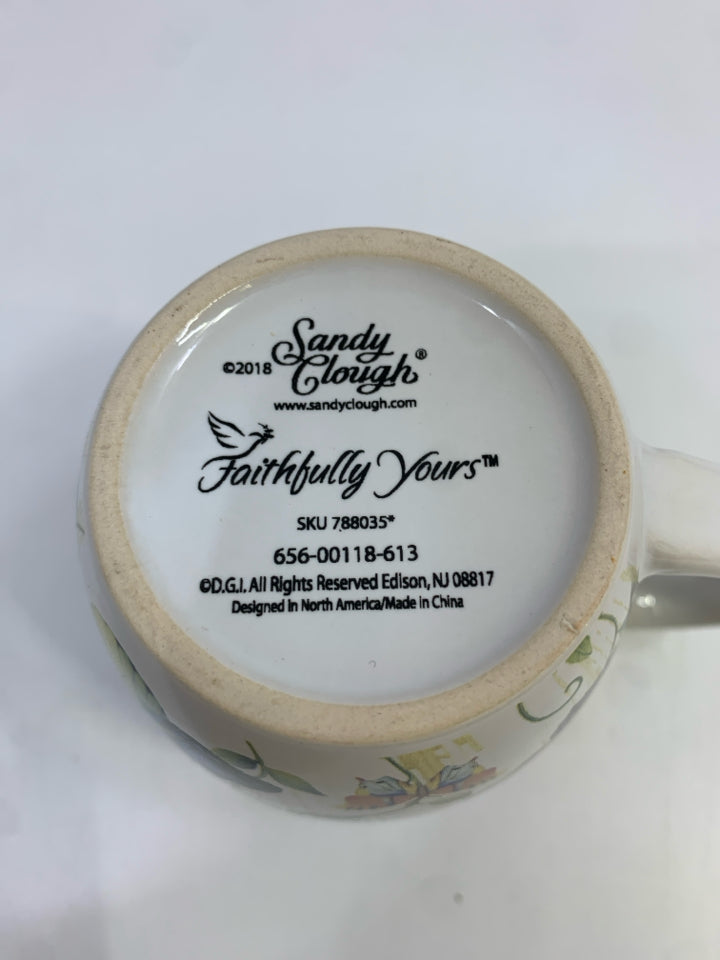 ©2018 Sandy Clough®
www.sandyclough.com
Faithfully Yours™
SKU 788035*
656-00118-613
©D.G.I. All Rights Reserved Edison, NJ 08817
Designed in North America/Made in China